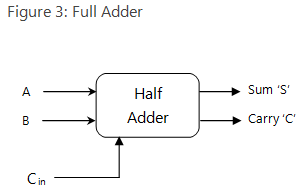 Figure 3: Full Adder
A
B
Half
Adder
Sum ‘S’
Carry ‘C’
Cin